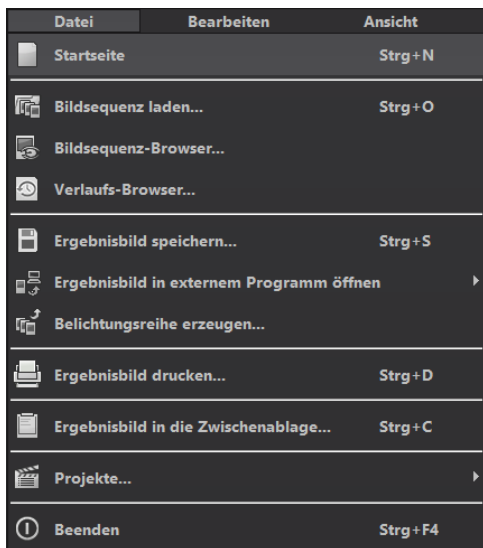 Datei Bearbeiten Ansicht
Startseite Strg+N
Bildsequenz laden... Strg+O
Bildsequenz-Browser...
Verlaufs-Browser...
Ergebnisbild speichern... Strg+S
Ergebnisbild in externem Programm öffnen
Belichtungsreihe erzeugen...
Ergebnisbild drucken... Strg+D
Ergebnisbild in die Zwischenablage... Strg+C
Projekte...
Beenden Strg+F4